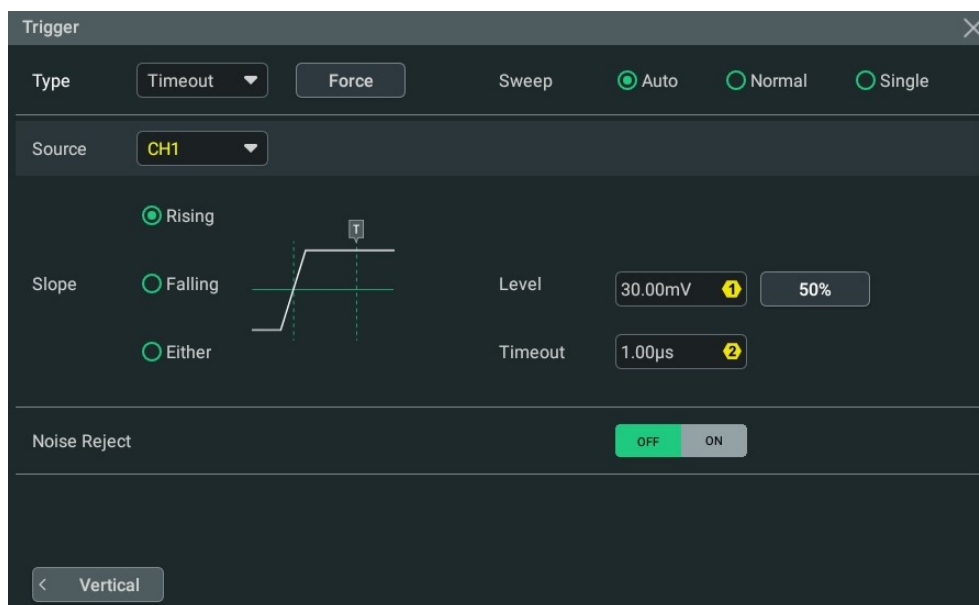 Trigger
Type Timeout Force Sweep Auto Normal Single
Source CH1
Rising
T
Slope Falling Level 30.00mV 1 50%
Either Timeout 1.00µs 2
Noise Reject OFF ON
< Vertical